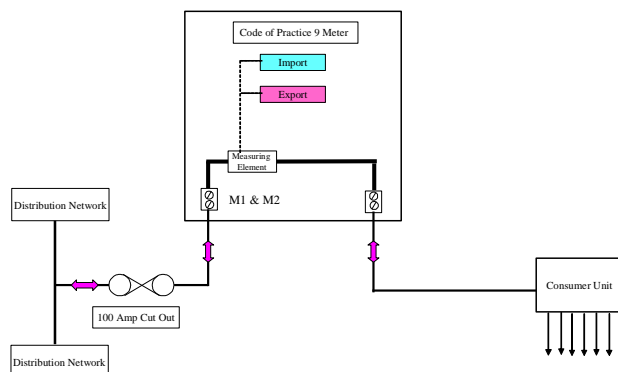 Code of Practice 9 Meter
Import
Export
Measuring
Element
M1 & M2
Distribution Network
100 Amp Cut Out
Distribution Network
Consumer Unit